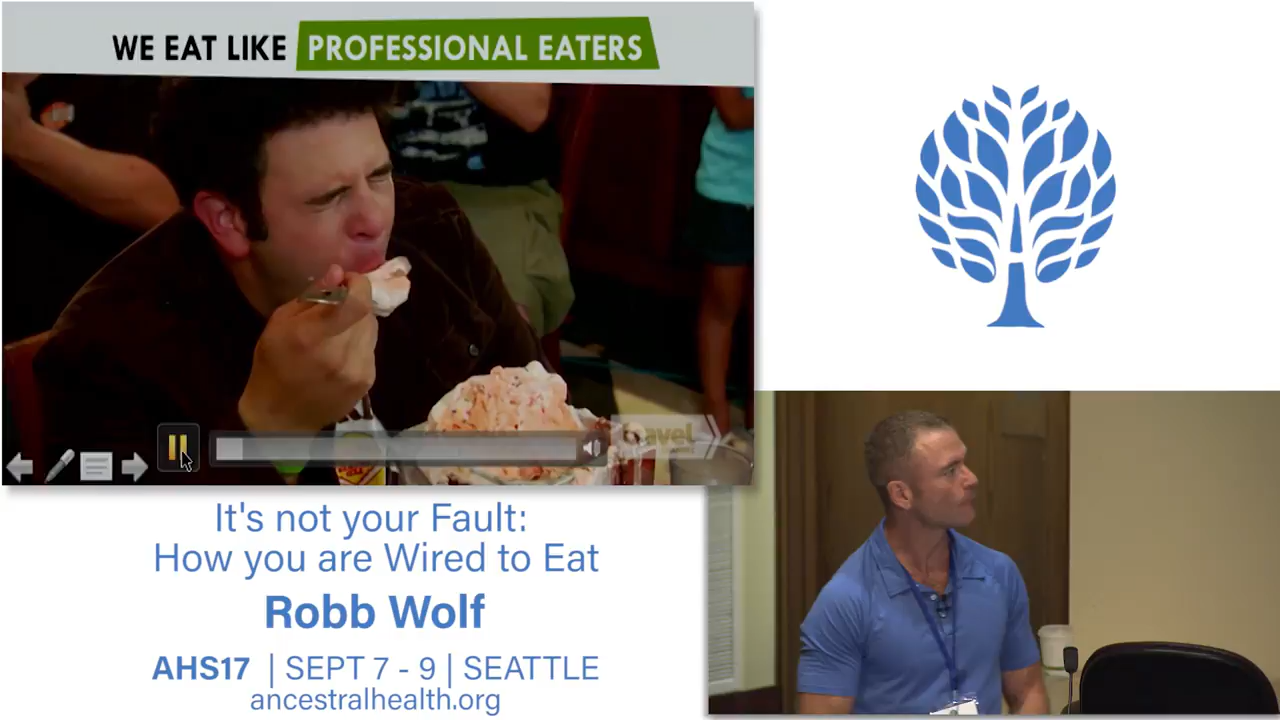 WE EAT LIKE PROFESSIONAL EATERS
travel
It's not your Fault:
How you are Wired to Eat
Robb Wolf
AHS17 | SEPT 7 - 9 | SEATTLE
ancestralhealth.org